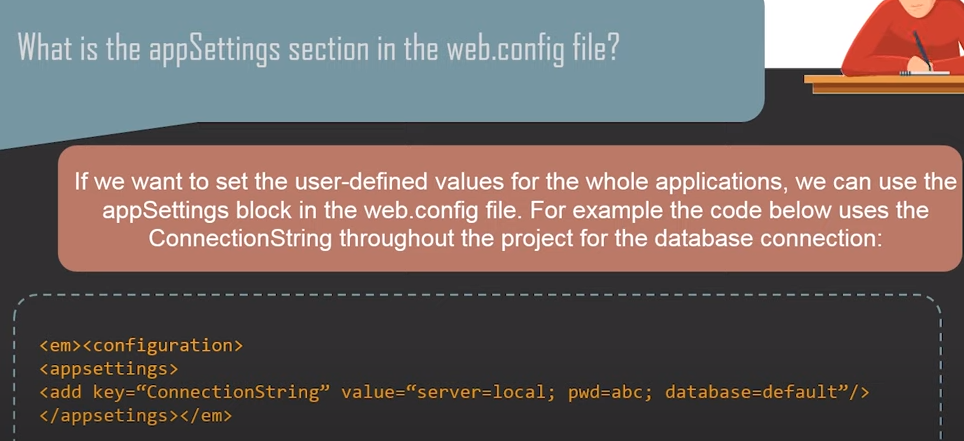 What is the appSettings section in the web.config file?
If we want to set the user-defined values for the whole applications, we can use the
appSettings block in the web.config file. For example the code below uses the
ConnectionString throughout the project for the database connection:
<em><configuration>
<appsettings>
<add key=“ConnectionString” value=“server=local; pwd=abc; database=default”/>
</appsetings></em>